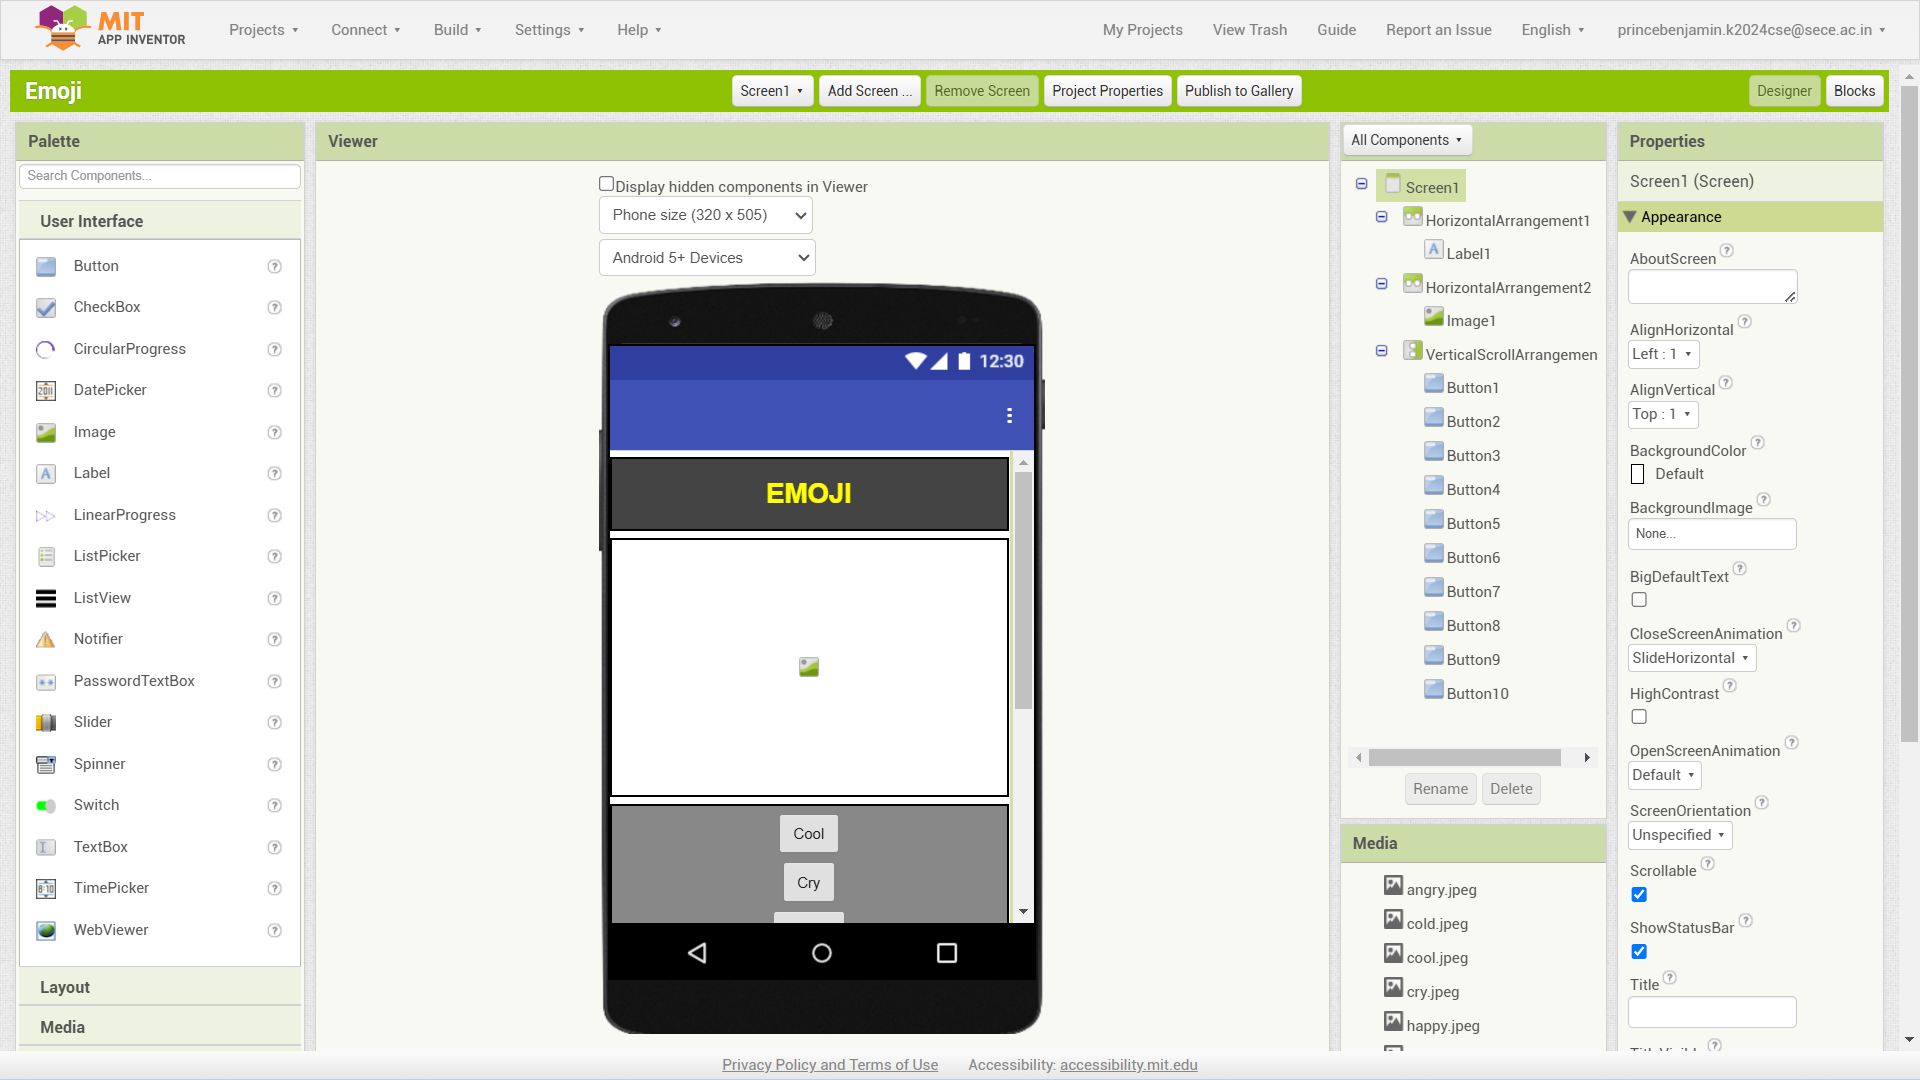 MIT
APP INVENTOR
Projects
Connect
Build
Settings
Help
My Projects
View Trash
Guide
Report an Issue
English
princebenjamin.k2024cse@sece.ac.in
Emoji
Screen1
Add Screen ...
Remove Screen
Project Properties
Publish to Gallery
Designer
Blocks
Palette
Search Components...
User Interface
Button
CheckBox
CircularProgress
DatePicker
Image
Label
LinearProgress
ListPicker
ListView
Notifier
PasswordTextBox
Slider
Spinner
Switch
TextBox
TimePicker
WebViewer
Layout
Media
Viewer
Display hidden components in Viewer
Phone size (320 x 505)
Android 5+ Devices
12:30
EMOJI
Cool
Cry
All Components
Screen1
HorizontalArrangement1
Label1
HorizontalArrangement2
Image1
VerticalScrollArrangemen
Button1
Button2
Button3
Button4
Button5
Button6
Button7
Button8
Button9
Button10
Rename
Delete
Media
angry.jpeg
cold.jpeg
cool.jpeg
cry.jpeg
happy.jpeg
Properties
Screen1 (Screen)
Appearance
AboutScreen
AlignHorizontal
Left : 1
AlignVertical
Top : 1
BackgroundColor
Default
BackgroundImage
None...
BigDefaultText
CloseScreenAnimation
SlideHorizontal
HighContrast
OpenScreenAnimation
Default
ScreenOrientation
Unspecified
Scrollable
ShowStatusBar
Title
Privacy Policy and Terms of Use
Accessibility: accessibility.mit.edu